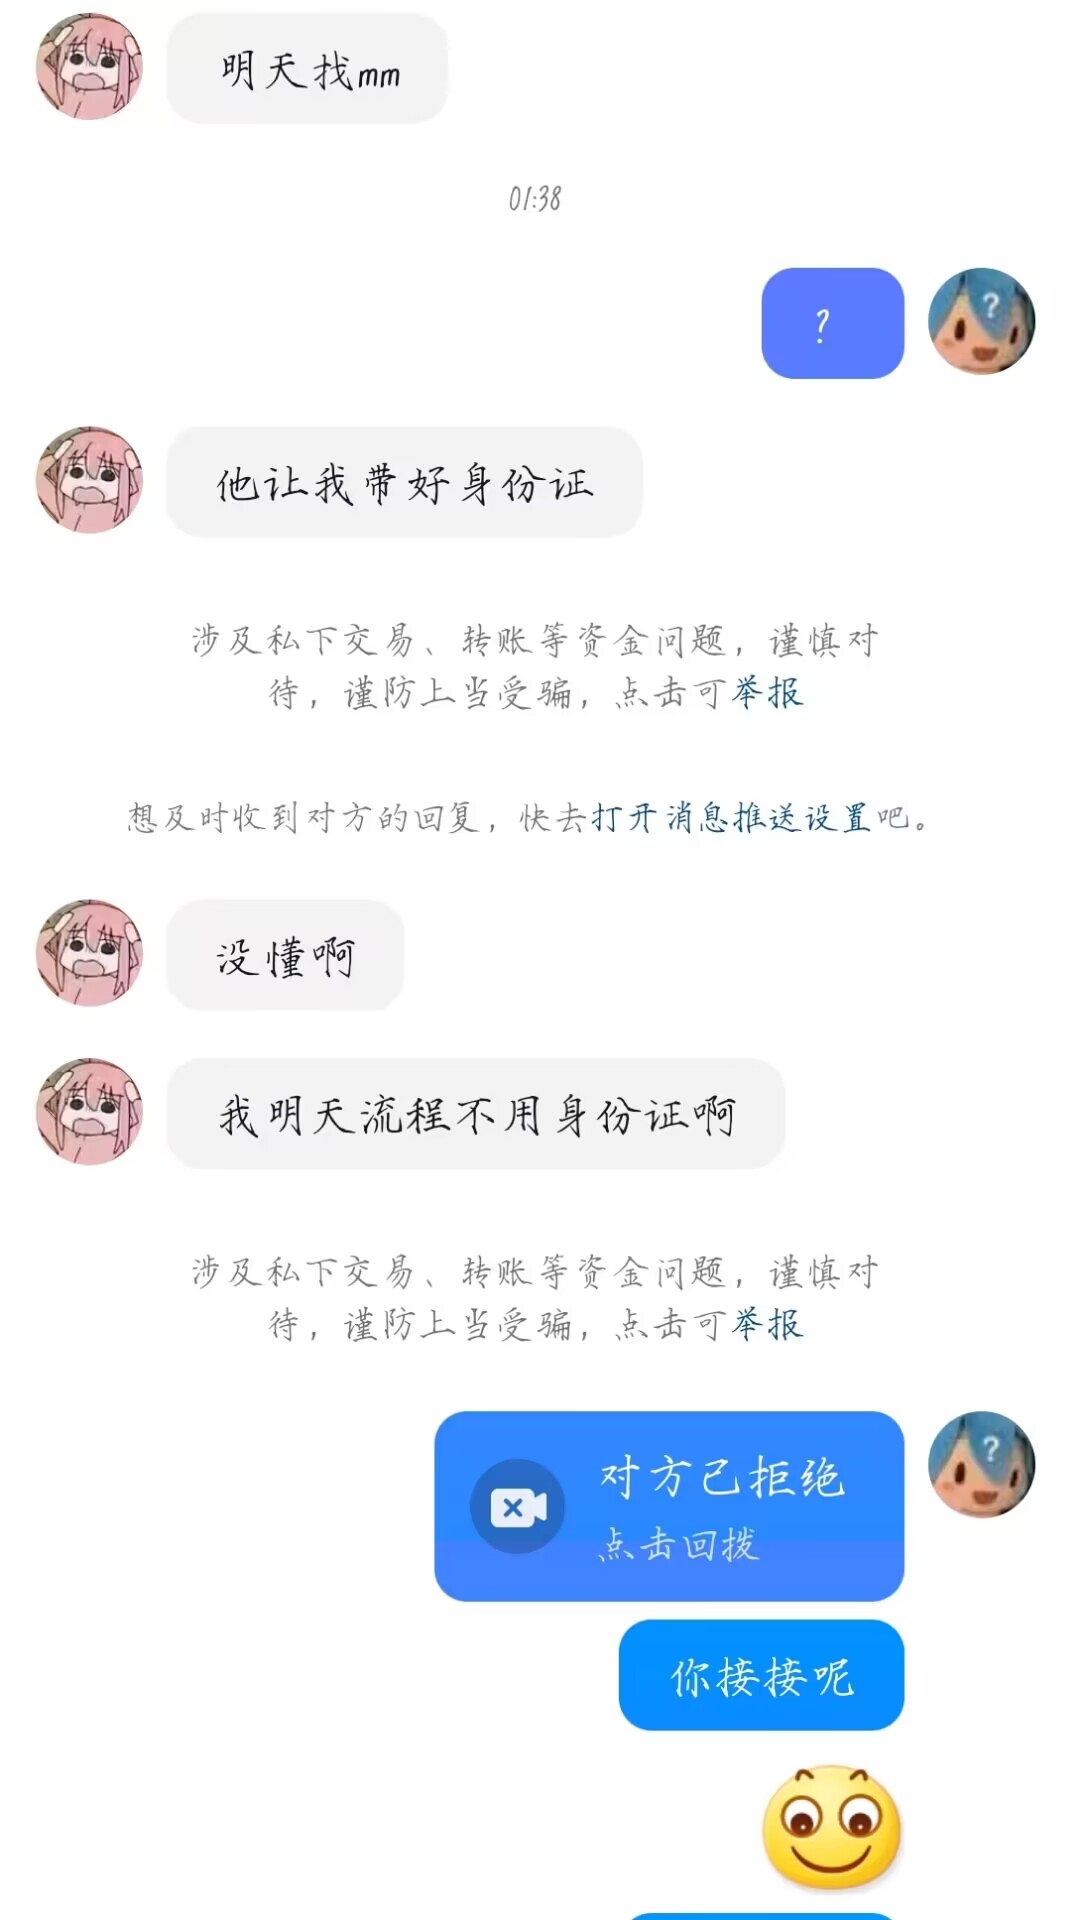 明天找mm
01:38
?
?
他让我带好身份证
涉及私下交易、转账等资金问题，谨慎对
待，谨防上当受骗，点击可举报
想及时收到对方的回复，快去打开消息推送设置吧。
没懂啊
我明天流程不用身份证啊
涉及私下交易、转账等资金问题，谨慎对
待，谨防上当受骗，点击可举报
对方已拒绝
点击回拨
?
你接接呢